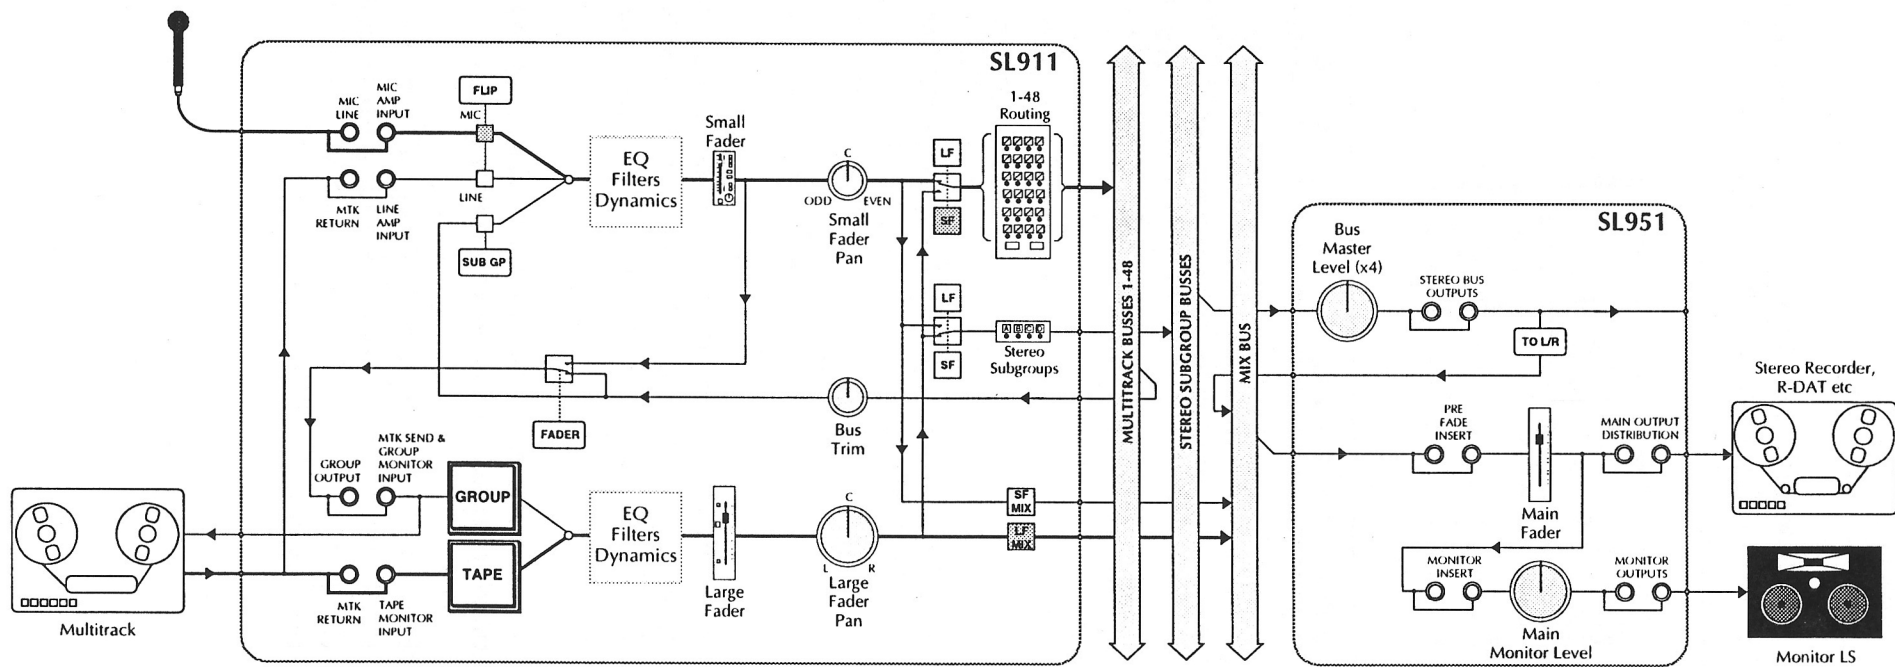 SL911
MIC
LINE
MIC
AMP
INPUT
FLIP
MIC
MTK
RETURN
LINE
AMP
INPUT
LINE
SUB GP
EQ
Filters
Dynamics
Small
Fader
C
ODD
EVEN
Small
Fader
Pan
LF
SF
1-48
Routing
LF
SF
A B C D
Stereo
Subgroups
FADER
Bus
Trim
GROUP
OUTPUT
MTK SEND &
GROUP
MONITOR
INPUT
GROUP
TAPE
MTK
RETURN
TAPE
MONITOR
INPUT
EQ
Filters
Dynamics
Large
Fader
C
L
R
Large
Fader
Pan
SF
MIX
LF
MIX
Multitrack
MULTITRACK BUSSES 1-48
STEREO SUBGROUP BUSSES
MIX BUS
SL951
Bus
Master
Level (x4)
STEREO BUS
OUTPUTS
TO L/R
PRE
FADE
INSERT
Main
Fader
MAIN OUTPUT
DISTRIBUTION
MONITOR
INSERT
Main
Monitor Level
MONITOR
OUTPUTS
Stereo Recorder,
R-DAT etc
Monitor LS